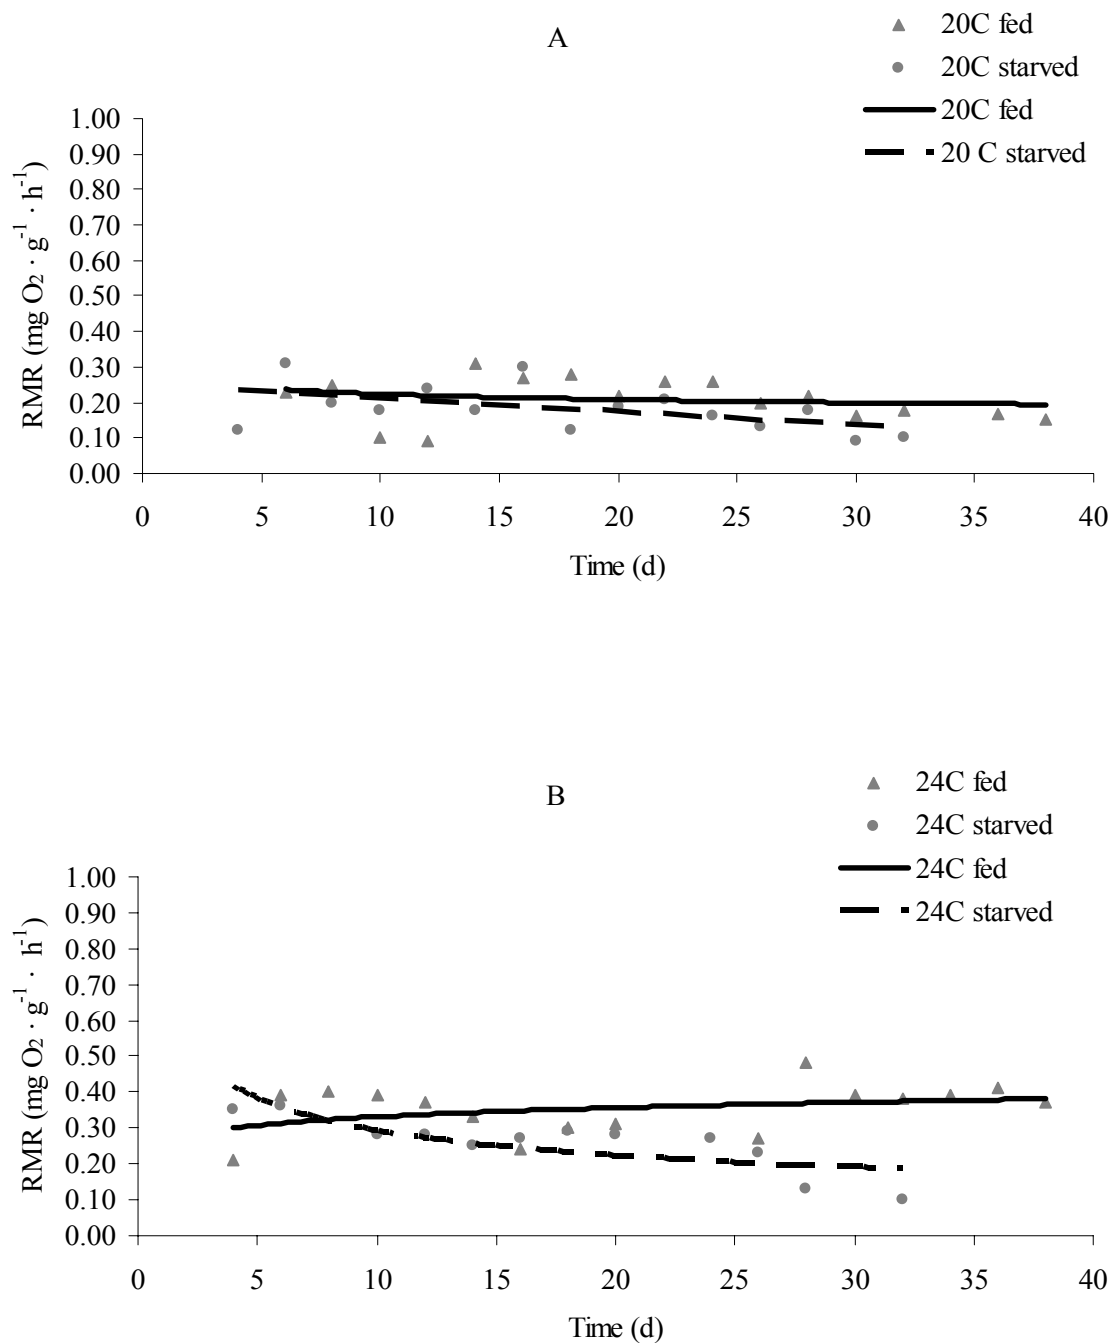 A
20C fed
20C starved
20C fed
20 C starved
RMR (mg O₂ · g⁻¹ · h⁻¹)
1.00
0.90
0.80
0.70
0.60
0.50
0.40
0.30
0.20
0.10
0.00
0 5 10 15 20 25 30 35 40
Time (d)
B
24C fed
24C starved
24C fed
24C starved
RMR (mg O₂ · g⁻¹ · h⁻¹)
1.00
0.90
0.80
0.70
0.60
0.50
0.40
0.30
0.20
0.10
0.00
0 5 10 15 20 25 30 35 40
Time (d)